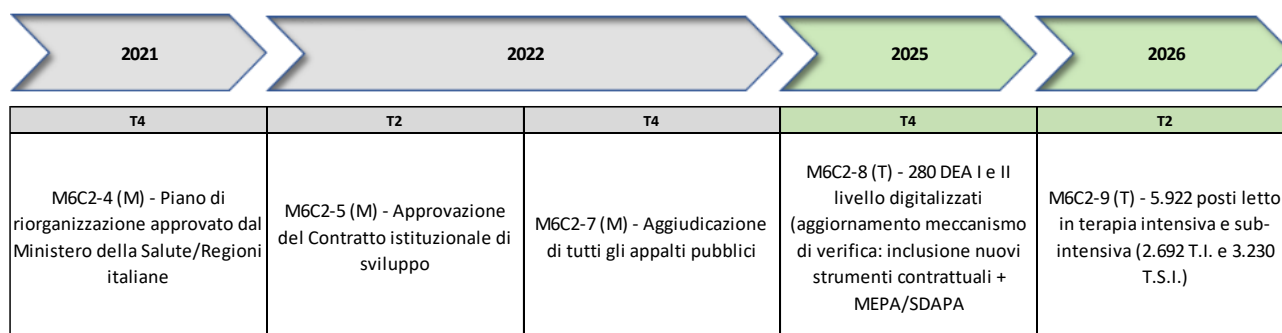 2021
2022
2025
2026
T4
T2
T4
T4
T2
M6C2-4 (M) - Piano di
riorganizzazione approvato dal
Ministero della Salute/Regioni
italiane
M6C2-5 (M) - Approvazione
del Contratto istituzionale di
sviluppo
M6C2-7 (M) - Aggiudicazione
di tutti gli appalti pubblici
M6C2-8 (T) - 280 DEA I e II
livello digitalizzati
(aggiornamento meccanismo
di verifica: inclusione nuovi
strumenti contrattuali +
MEPA/SDAPA
M6C2-9 (T) - 5.922 posti letto
in terapia intensiva e sub-
intensiva (2.692 T.I. e 3.230
T.S.I.)